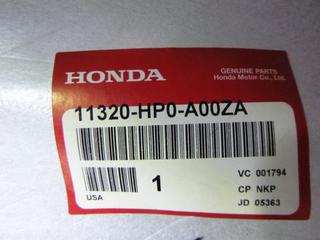 HONDA
GENUINE PARTS
Honda Motor Co., Ltd.
11320-HP0-A00ZA
1
USA
VC 001794
CP NKP
JD 05363